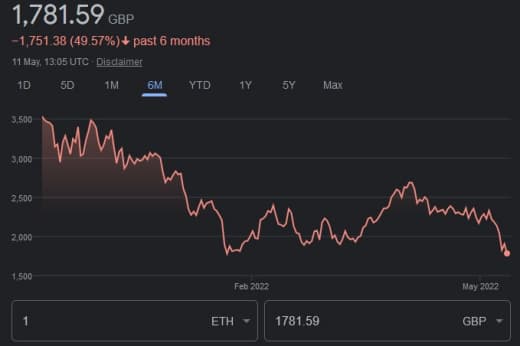 1,781.59 GBP
−1,751.38 (49.57%)↓ past 6 months
11 May, 13:05 UTC · Disclaimer
1D 5D 1M 6M YTD 1Y 5Y Max
3,500
3,000
2,500
2,000
1,500
Feb 2022 May 2022
1 ETH 1781.59 GBP